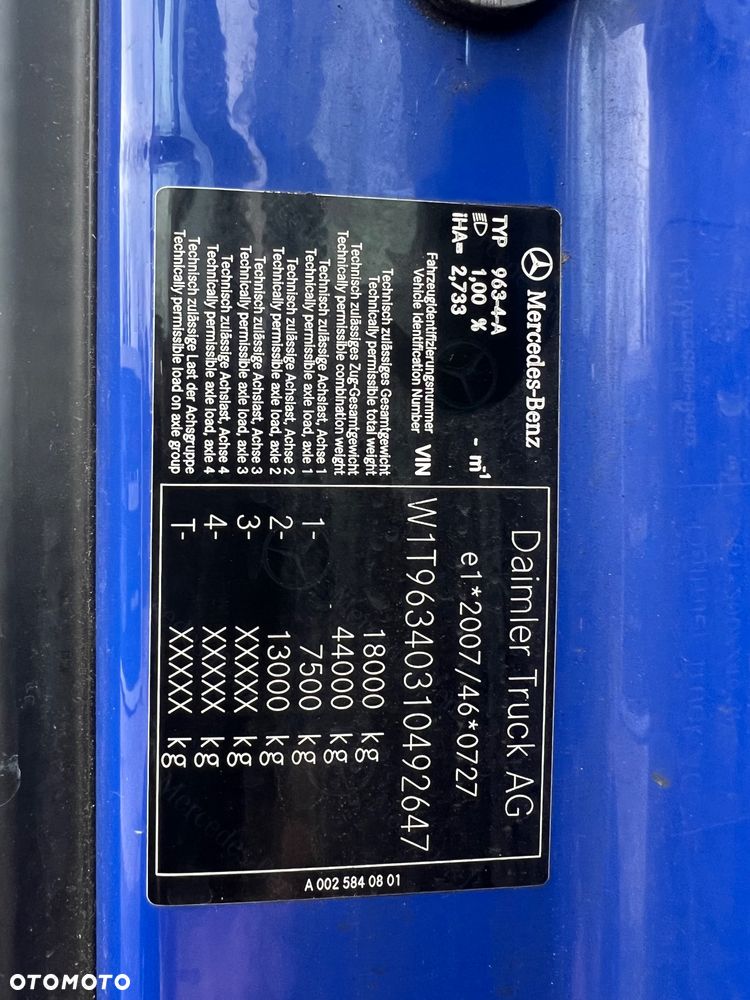 Mercedes-Benz
Daimler Truck AG
TYP 963-4-A
1,00 % - m⁻¹ e1*2007/46*0727
iHA= 2,733
Fahrzeugidentifizierungsnummer
Vehicle Identification Number VIN W1T96340310492647
Technisch zulässiges Gesamtgewicht
Technically permissible total weight 18000 kg
Technisch zulässiges Zug-Gesamtgewicht
Technically permissible combination weight 44000 kg
Technisch zulässige Achslast, Achse 1
Technically permissible axle load, axle 1 1- 7500 kg
Technisch zulässige Achslast, Achse 2
Technically permissible axle load, axle 2 2- 13000 kg
Technisch zulässige Achslast, Achse 3
Technically permissible axle load, axle 3 3- XXXXX kg
Technisch zulässige Achslast, Achse 4
Technically permissible axle load, axle 4 4- XXXXX kg
Technisch zulässige Last der Achsgruppe
Technically permissible load on axle group T- XXXXX kg
A 002 584 08 01
OTOMOTO